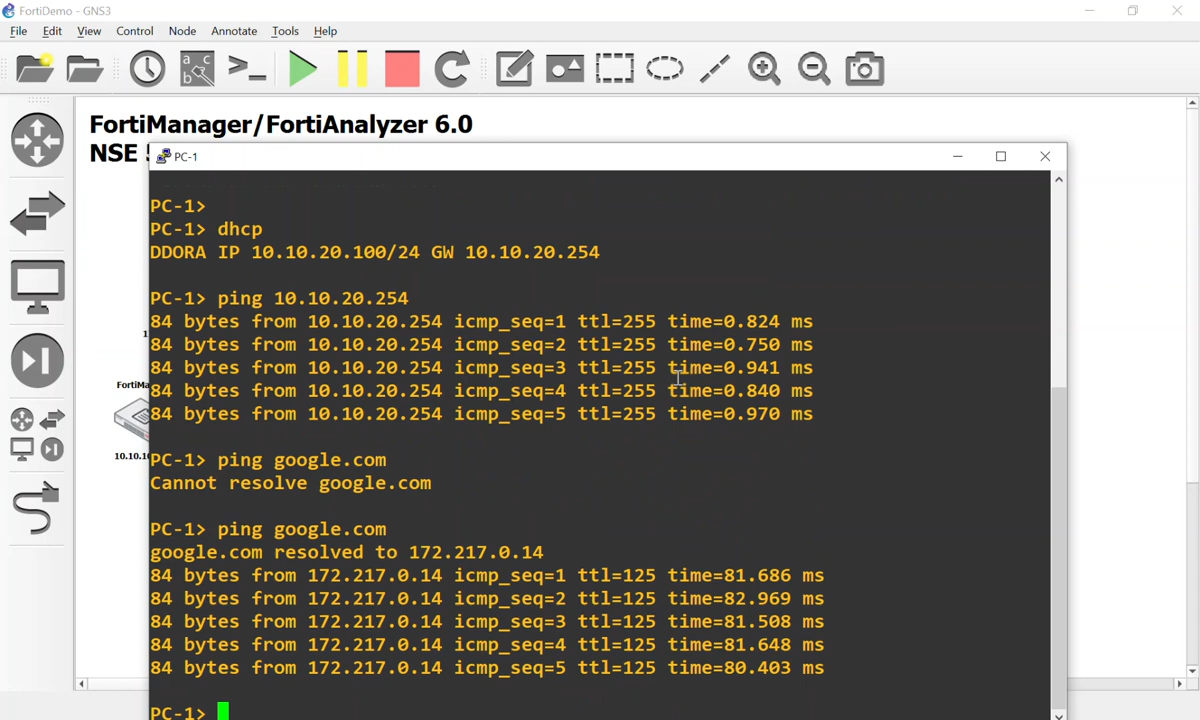 FortiDemo - GNS3
File Edit View Control Node Annotate Tools Help
FortiManager/FortiAnalyzer 6.0
NSE
PC-1
PC-1>
PC-1> dhcp
DDORA IP 10.10.20.100/24 GW 10.10.20.254
PC-1> ping 10.10.20.254
84 bytes from 10.10.20.254 icmp_seq=1 ttl=255 time=0.824 ms
84 bytes from 10.10.20.254 icmp_seq=2 ttl=255 time=0.750 ms
84 bytes from 10.10.20.254 icmp_seq=3 ttl=255 time=0.941 ms
84 bytes from 10.10.20.254 icmp_seq=4 ttl=255 time=0.840 ms
84 bytes from 10.10.20.254 icmp_seq=5 ttl=255 time=0.970 ms
PC-1> ping google.com
Cannot resolve google.com
PC-1> ping google.com
google.com resolved to 172.217.0.14
84 bytes from 172.217.0.14 icmp_seq=1 ttl=125 time=81.686 ms
84 bytes from 172.217.0.14 icmp_seq=2 ttl=125 time=82.969 ms
84 bytes from 172.217.0.14 icmp_seq=3 ttl=125 time=81.508 ms
84 bytes from 172.217.0.14 icmp_seq=4 ttl=125 time=81.648 ms
84 bytes from 172.217.0.14 icmp_seq=5 ttl=125 time=80.403 ms
PC-1>
1
FortiMa
10.10.10